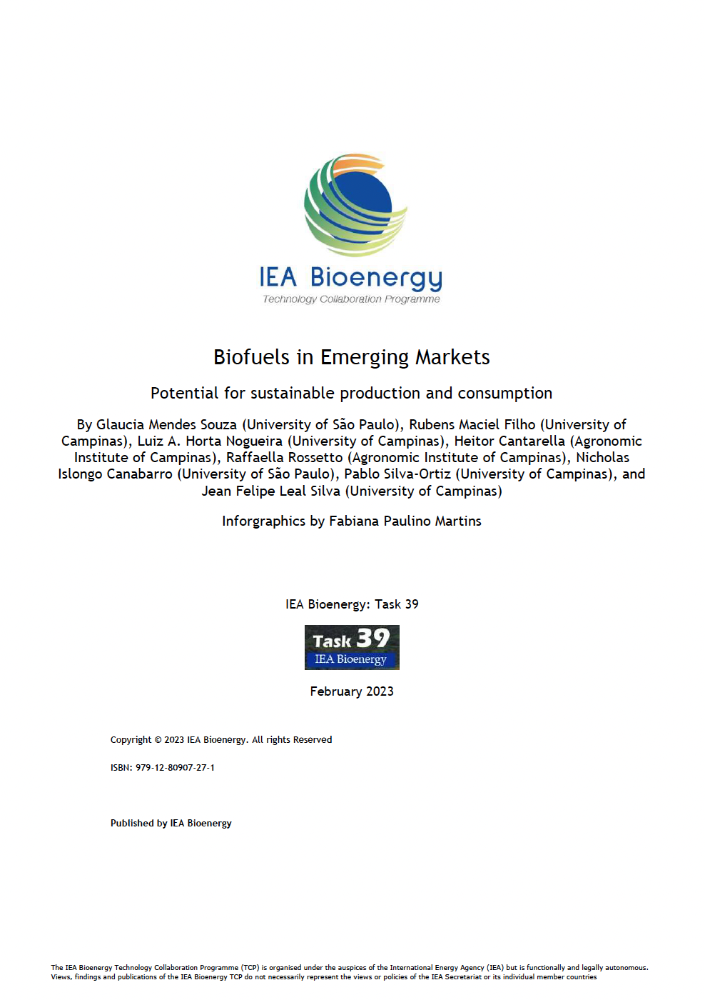 IEA Bioenergy
Technology Collaboration Programme
Biofuels in Emerging Markets
Potential for sustainable production and consumption
By Glaucia Mendes Souza (University of São Paulo), Rubens Maciel Filho (University of
Campinas), Luiz A. Horta Nogueira (University of Campinas), Heitor Cantarella (Agronomic
Institute of Campinas), Raffaella Rossetto (Agronomic Institute of Campinas), Nicholas
Islongo Canabarro (University of São Paulo), Pablo Silva-Ortiz (University of Campinas), and
Jean Felipe Leal Silva (University of Campinas)
Inforgraphics by Fabiana Paulino Martins
IEA Bioenergy: Task 39
Task 39
IEA Bioenergy
February 2023
Copyright © 2023 IEA Bioenergy. All rights Reserved
ISBN: 979-12-80907-27-1
Published by IEA Bioenergy
The IEA Bioenergy Technology Collaboration Programme (TCP) is organised under the auspices of the International Energy Agency (IEA) but is functionally and legally autonomous.
Views, findings and publications of the IEA Bioenergy TCP do not necessarily represent the views or policies of the IEA Secretariat or its individual member countries